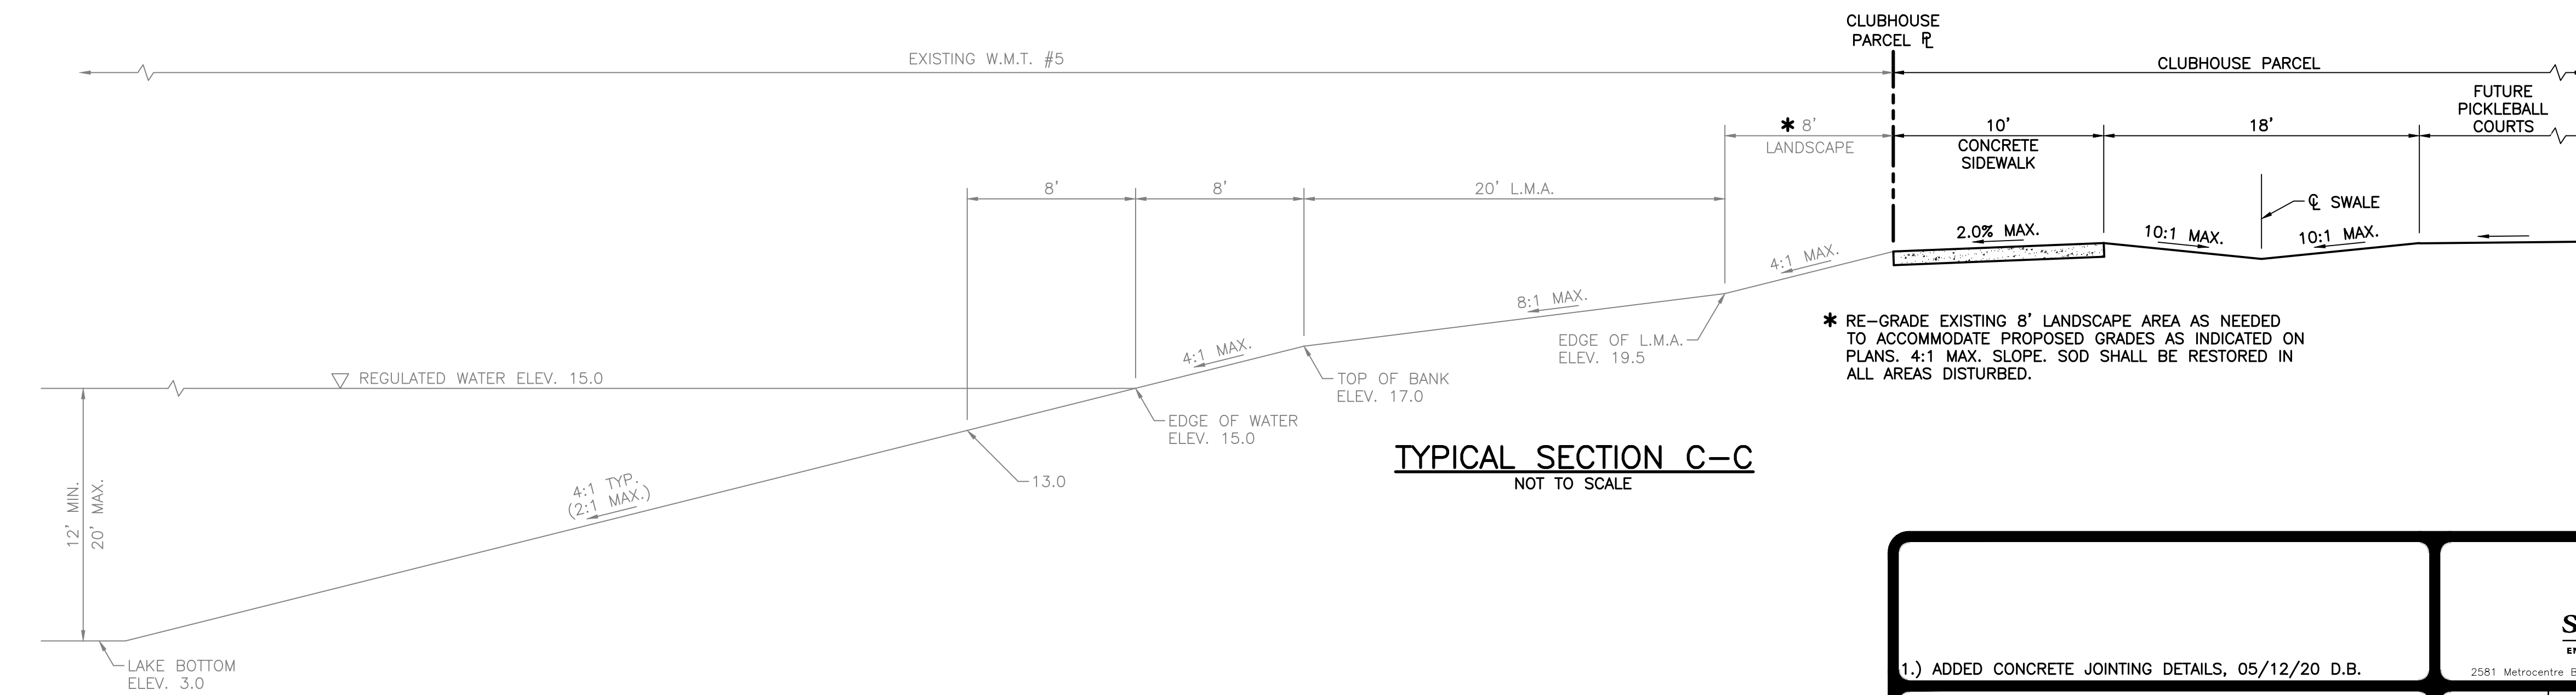 CLUBHOUSE
PARCEL ℄
EXISTING W.M.T. #5
CLUBHOUSE PARCEL
FUTURE
PICKLEBALL
COURTS
✱ 8'
LANDSCAPE
10'
CONCRETE
SIDEWALK
18'
8'
8'
20' L.M.A.
℄ SWALE
2.0% MAX.
10:1 MAX.
10:1 MAX.
4:1 MAX.
8:1 MAX.
4:1 MAX.
EDGE OF L.M.A.
ELEV. 19.5
✱ RE-GRADE EXISTING 8' LANDSCAPE AREA AS NEEDED
TO ACCOMMODATE PROPOSED GRADES AS INDICATED ON
PLANS. 4:1 MAX. SLOPE. SOD SHALL BE RESTORED IN
ALL AREAS DISTURBED.
REGULATED WATER ELEV. 15.0
TOP OF BANK
ELEV. 17.0
EDGE OF WATER
ELEV. 15.0
13.0
TYPICAL SECTION C-C
NOT TO SCALE
4:1 TYP.
(2:1 MAX.)
12' MIN.
20' MAX.
LAKE BOTTOM
ELEV. 3.0
1.) ADDED CONCRETE JOINTING DETAILS, 05/12/20 D.B.
2581 Metrocentre